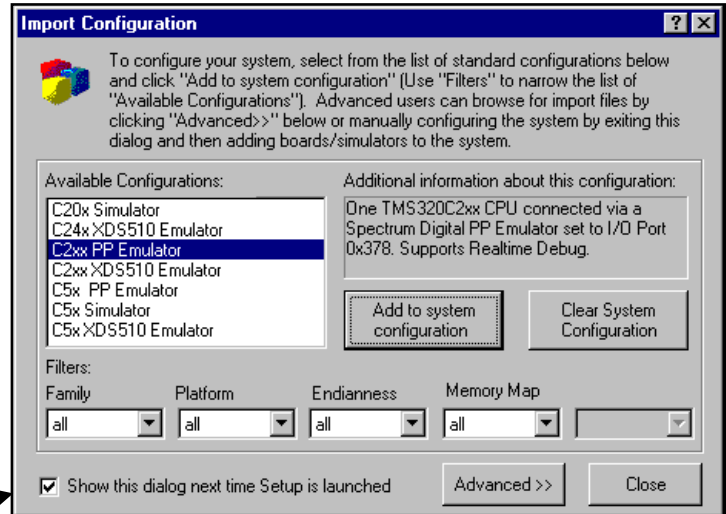 Import Configuration
To configure your system, select from the list of standard configurations below
and click "Add to system configuration" (Use "Filters" to narrow the list of
"Available Configurations"). Advanced users can browse for import files by
clicking "Advanced>>" below or manually configuring the system by exiting this
dialog and then adding boards/simulators to the system.
Available Configurations:
C20x Simulator
C24x XDS510 Emulator
C2xx PP Emulator
C2xx XDS510 Emulator
C5x PP Emulator
C5x Simulator
C5x XDS510 Emulator
Additional information about this configuration:
One TMS320C2xx CPU connected via a
Spectrum Digital PP Emulator set to I/O Port
0x378. Supports Realtime Debug.
Add to system
configuration
Clear System
Configuration
Filters:
Family Platform Endianness Memory Map
all all all all
Show this dialog next time Setup is launched
Advanced >>
Close